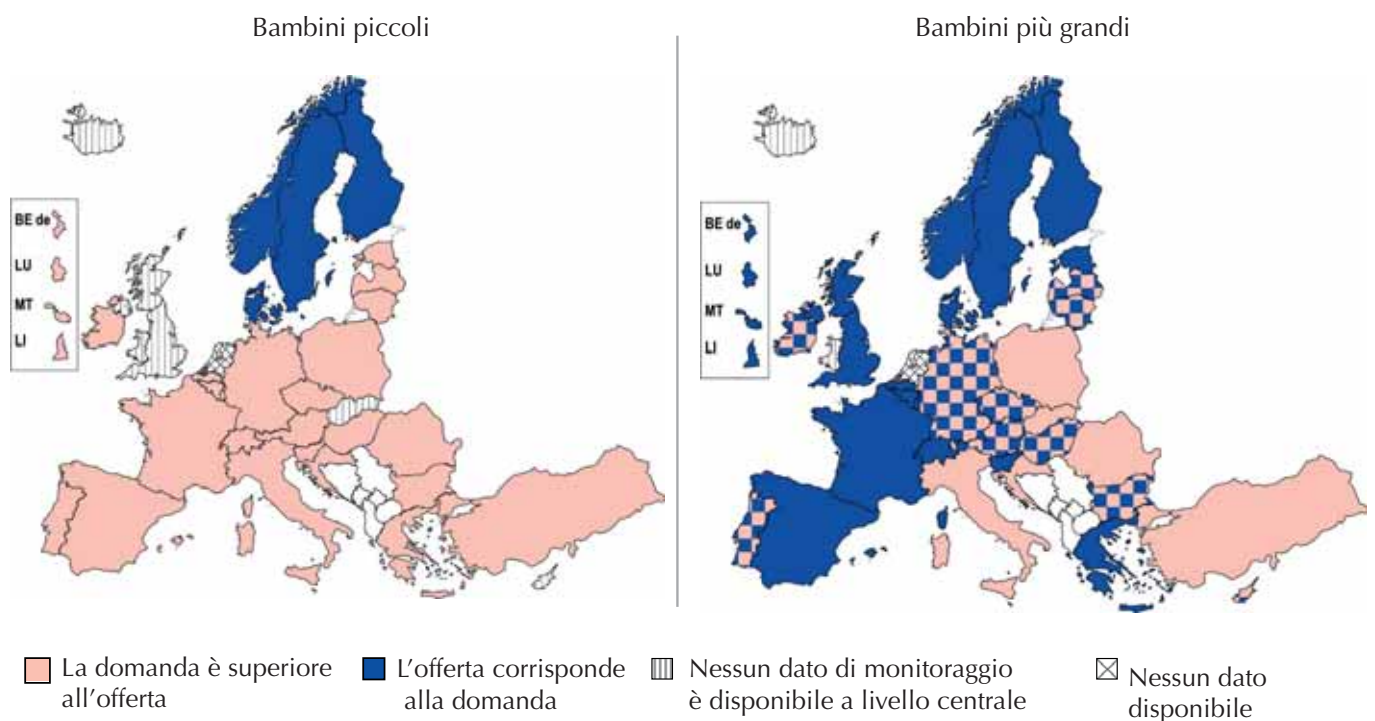 Bambini piccoli
Bambini più grandi
BE de
LU
MT
LI
BE de
LU
MT
LI
La domanda è superiore
all'offerta
L'offerta corrisponde
alla domanda
Nessun dato di monitoraggio
è disponibile a livello centrale
Nessun dato
disponibile